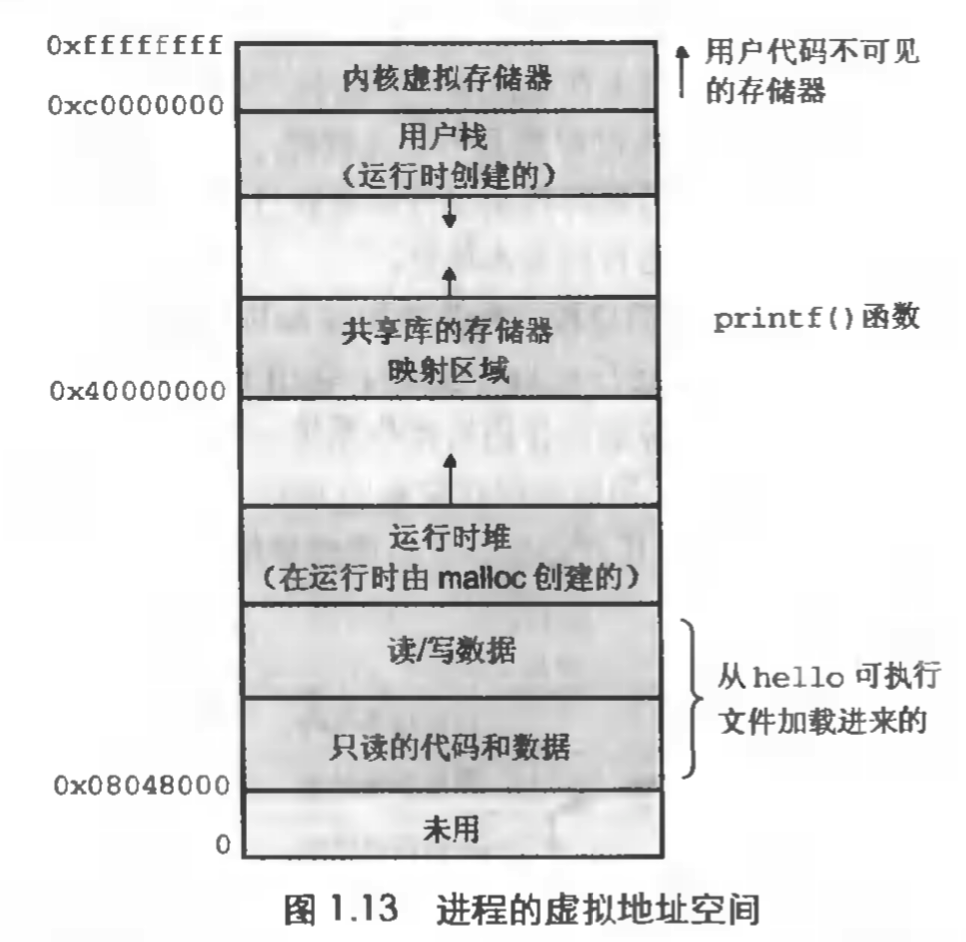 0xffffffff
内核虚拟存储器
用户代码不可见
的存储器
0xc0000000
用户栈
（运行时创建的）
共享库的存储器
映射区域
printf()函数
0x40000000
运行时堆
（在运行时由 malloc 创建的）
读/写数据
从 hello 可执行
文件加载进来的
只读的代码和数据
0x08048000
未用
0
图 1.13 进程的虚拟地址空间